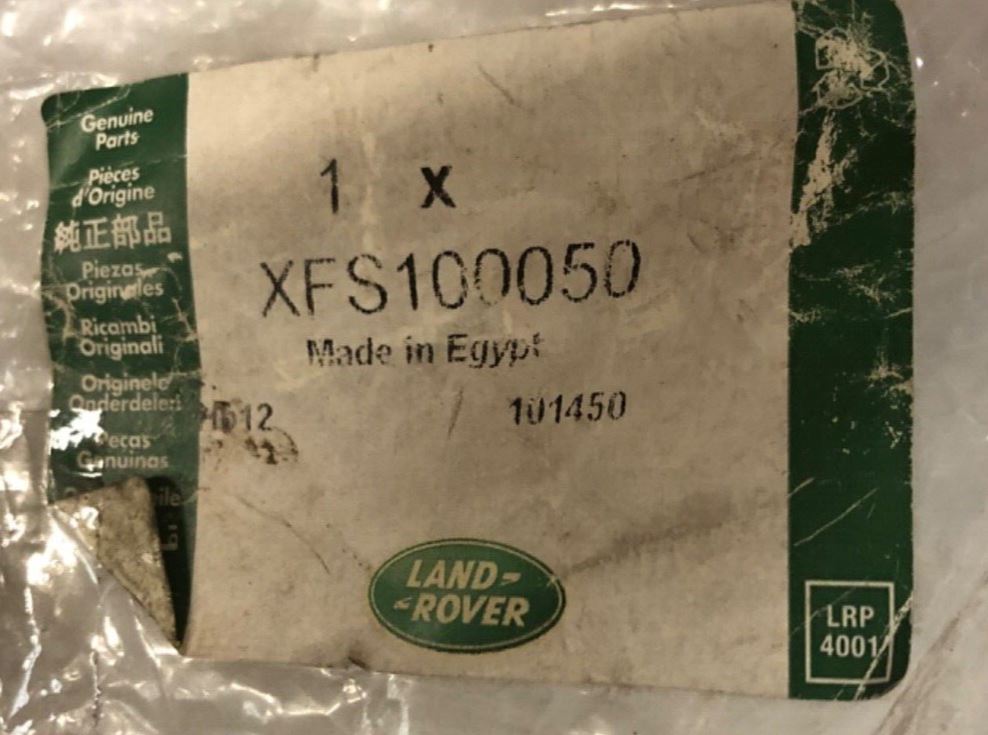 Genuine
Parts
Pièces
d'Origine
純正部品
Piezas
Originales
Ricambi
Originali
Originele
Onderdelen
Peças
Genuinas
1 x
XFS100050
Made in Egypt
101450
LAND-
-ROVER
LRP
4001